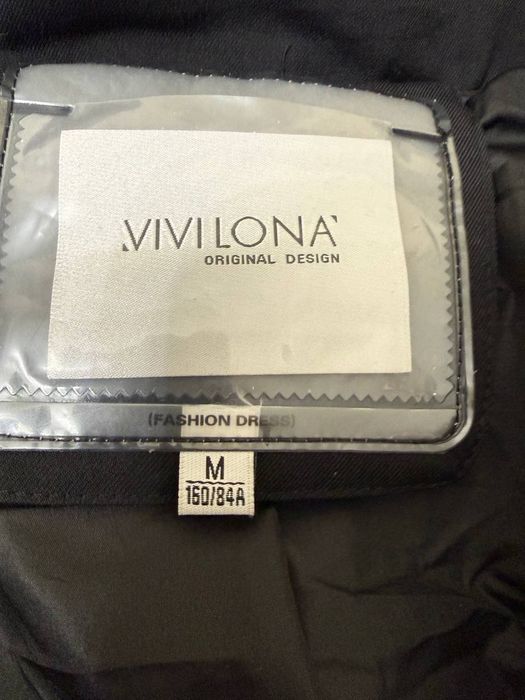 VIVILONA
ORIGINAL DESIGN
(FASHION DRESS)
M
160/84A